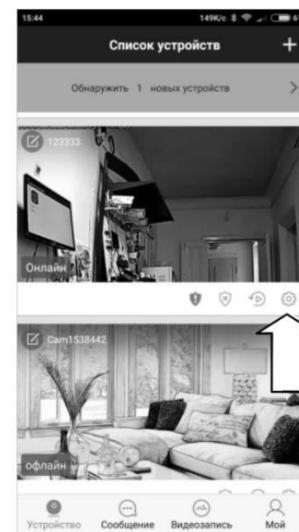 15:44 149K/c
Список устройств +
Обнаружить 1 новых устройств >
123333
Онлайн
Cam1538442
офлайн
Устройство Сообщение Видеозапись Мой